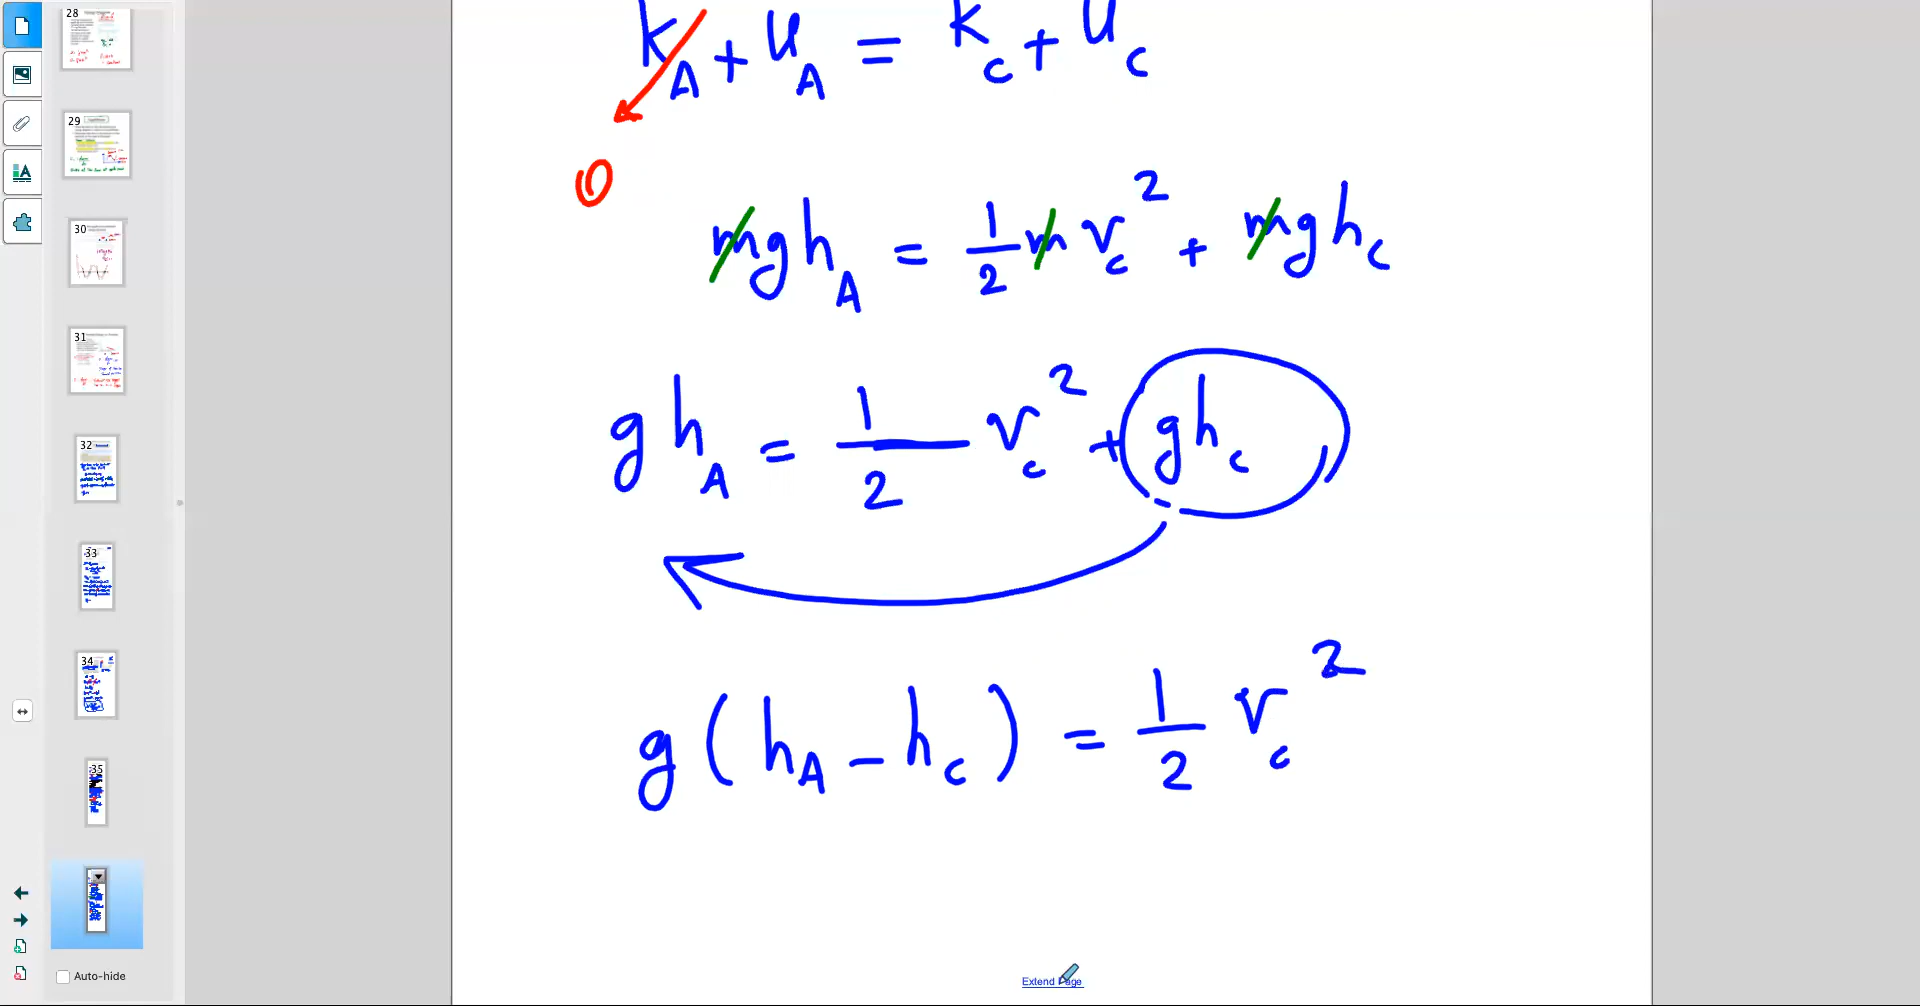 K_A + U_A = K_C + U_C
0
mgh_A = 1/2 mv_c^2 + mgh_c
gh_A = 1/2 v_c^2 + gh_c
g(h_A - h_c) = 1/2 v_c^2
28
29
30
31
32
33
34
35
Auto-hide
Extend Page